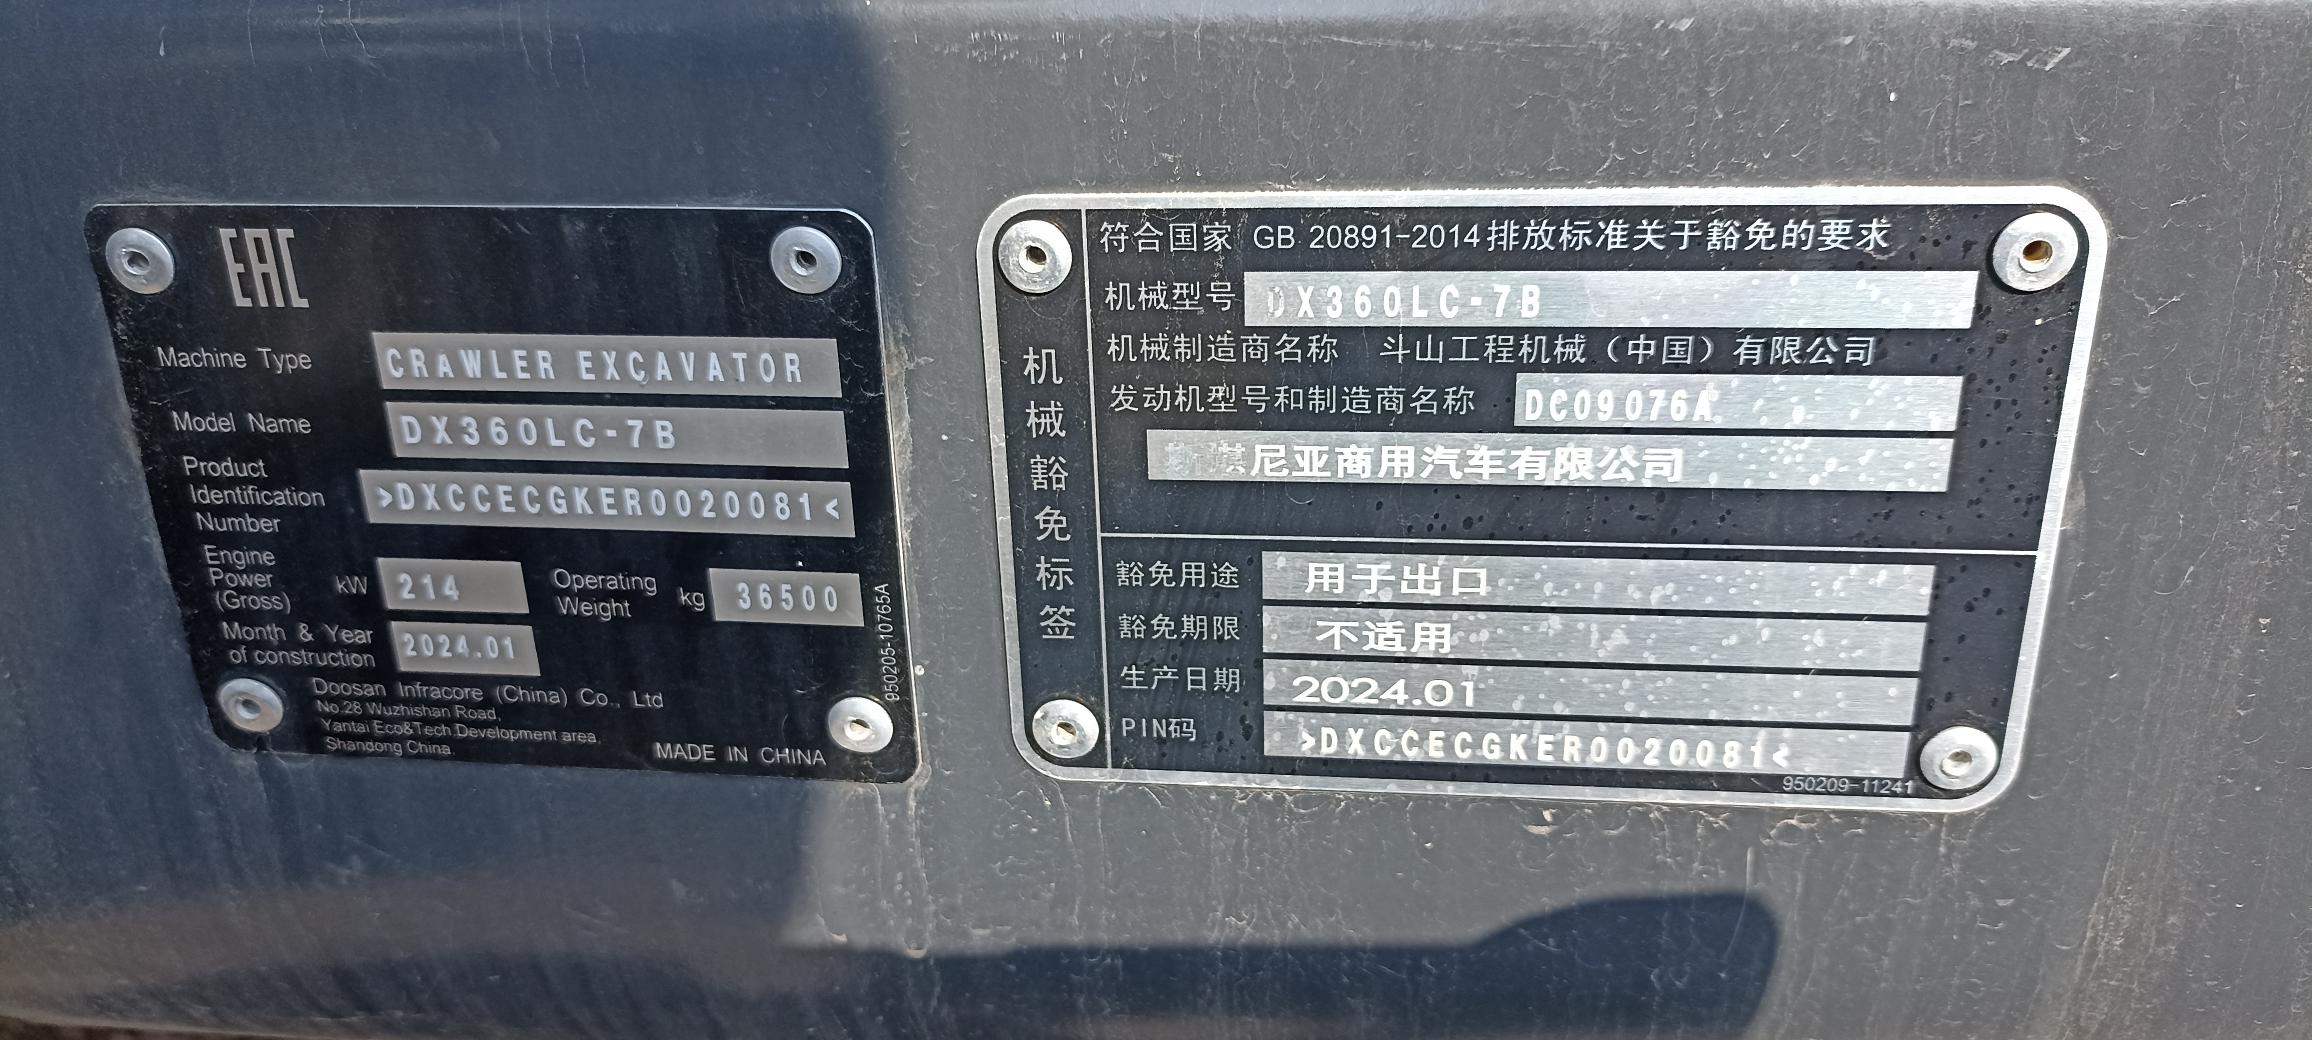 EAC
Machine Type CRAWLER EXCAVATOR
Model Name DX360LC-7B
Product
Identification
Number
>DXCCECGKER0020081<
Engine
Power
(Gross)
kW 214
Operating
Weight
kg 36500
Month & Year
of construction
2024.01
Doosan Infracore (China) Co., Ltd
No.28 Wuzhishan Road,
Yantai Eco&Tech.Development area,
Shandong China.
MADE IN CHINA
950205-10765A
机械豁免标签
符合国家 GB 20891-2014排放标准关于豁免的要求
机械型号 DX360LC-7B
机械制造商名称 斗山工程机械（中国）有限公司
发动机型号和制造商名称 DC09076A
尼亚商用汽车有限公司
豁免用途 用于出口
豁免期限 不适用
生产日期 2024.01
PIN码 >DXCCECGKER0020081<
950209-11241